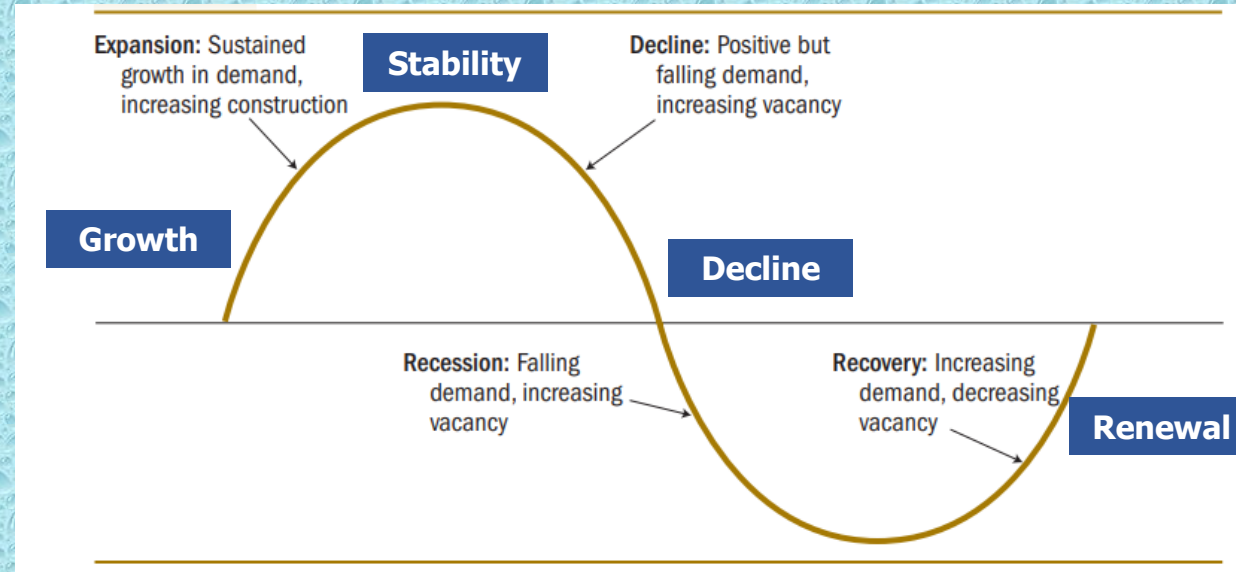 Expansion: Sustained
growth in demand,
increasing construction
Stability
Decline: Positive but
falling demand,
increasing vacancy
Growth
Decline
Recession: Falling
demand, increasing
vacancy
Recovery: Increasing
demand, decreasing
vacancy
Renewal